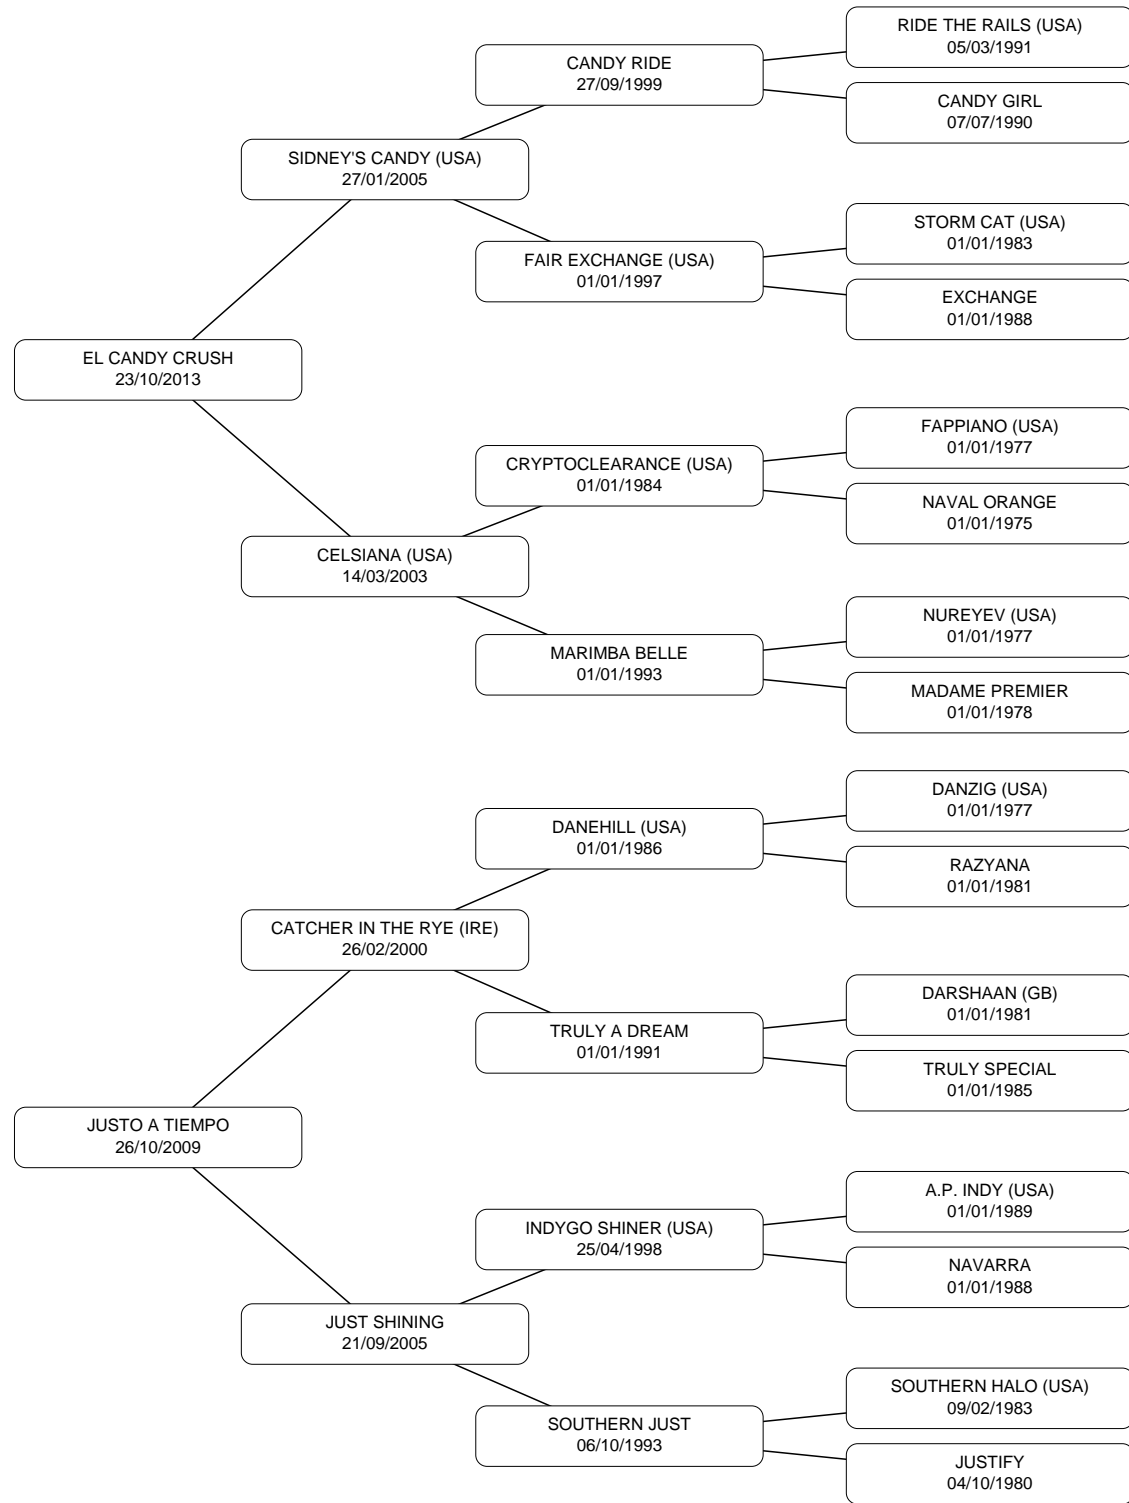 RIDE THE RAILS (USA)
05/03/1991
CANDY RIDE
27/09/1999
CANDY GIRL
07/07/1990
SIDNEY'S CANDY (USA)
27/01/2005
STORM CAT (USA)
01/01/1983
FAIR EXCHANGE (USA)
01/01/1997
EXCHANGE
01/01/1988
EL CANDY CRUSH
23/10/2013
FAPPIANO (USA)
01/01/1977
CRYPTOCLEARANCE (USA)
01/01/1984
NAVAL ORANGE
01/01/1975
CELSIANA (USA)
14/03/2003
NUREYEV (USA)
01/01/1977
MARIMBA BELLE
01/01/1993
MADAME PREMIER
01/01/1978
DANZIG (USA)
01/01/1977
DANEHILL (USA)
01/01/1986
RAZYANA
01/01/1981
CATCHER IN THE RYE (IRE)
26/02/2000
DARSHAAN (GB)
01/01/1981
TRULY A DREAM
01/01/1991
TRULY SPECIAL
01/01/1985
JUSTO A TIEMPO
26/10/2009
A.P. INDY (USA)
01/01/1989
INDYGO SHINER (USA)
25/04/1998
NAVARRA
01/01/1988
JUST SHINING
21/09/2005
SOUTHERN HALO (USA)
09/02/1983
SOUTHERN JUST
06/10/1993
JUSTIFY
04/10/1980